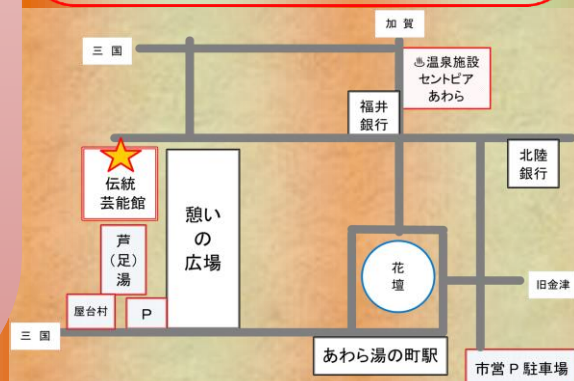 加 賀
三 国
♨温泉施設
セントピア
あわら
福井
銀行
北陸
銀行
伝統
芸能館
憩い
の
広場
芦
（足）
湯
花
壇
旧金津
屋台村
P
三 国
あわら湯の町駅
市営 P 駐車場